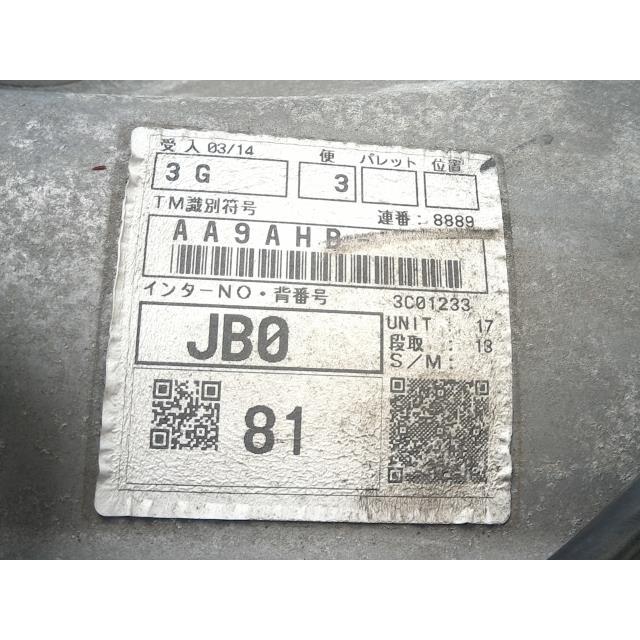 受入 03/14 便 パレット 位置
3G 3
TM識別符号 連番: 8889
AA9AHB
インターNO・背番号 3C01233
JB0
UNIT : 17
段取 : 13
S/M:
81